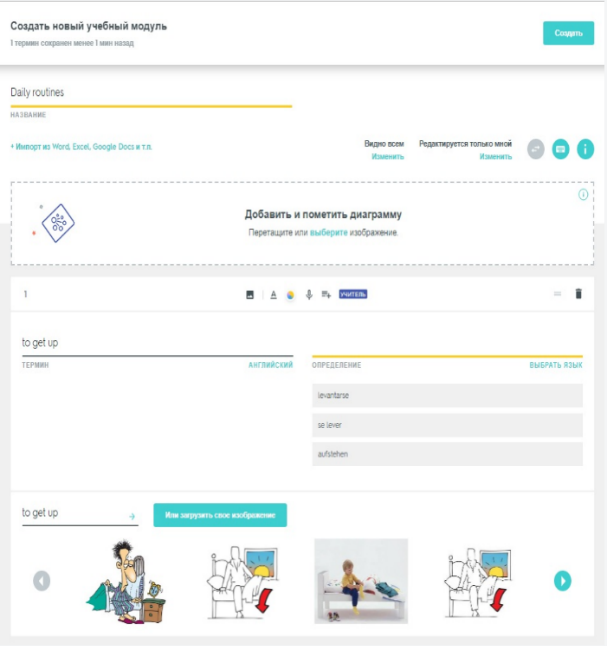 Создать новый учебный модуль
1 термин сохранен менее 1 мин назад
Создать
Daily routines
НАЗВАНИЕ
+ Импорт из Word, Excel, Google Docs и т.п.
Видно всем
Изменить
Редактируется только мной
Изменить
Добавить и пометить диаграмму
Перетащите или выберите изображение.
1
УЧИТЕЛЬ
to get up
ТЕРМИН
АНГЛИЙСКИЙ
ОПРЕДЕЛЕНИЕ
ВЫБРАТЬ ЯЗЫК
levantarse
se lever
aufstehen
to get up
Или загрузить свое изображение